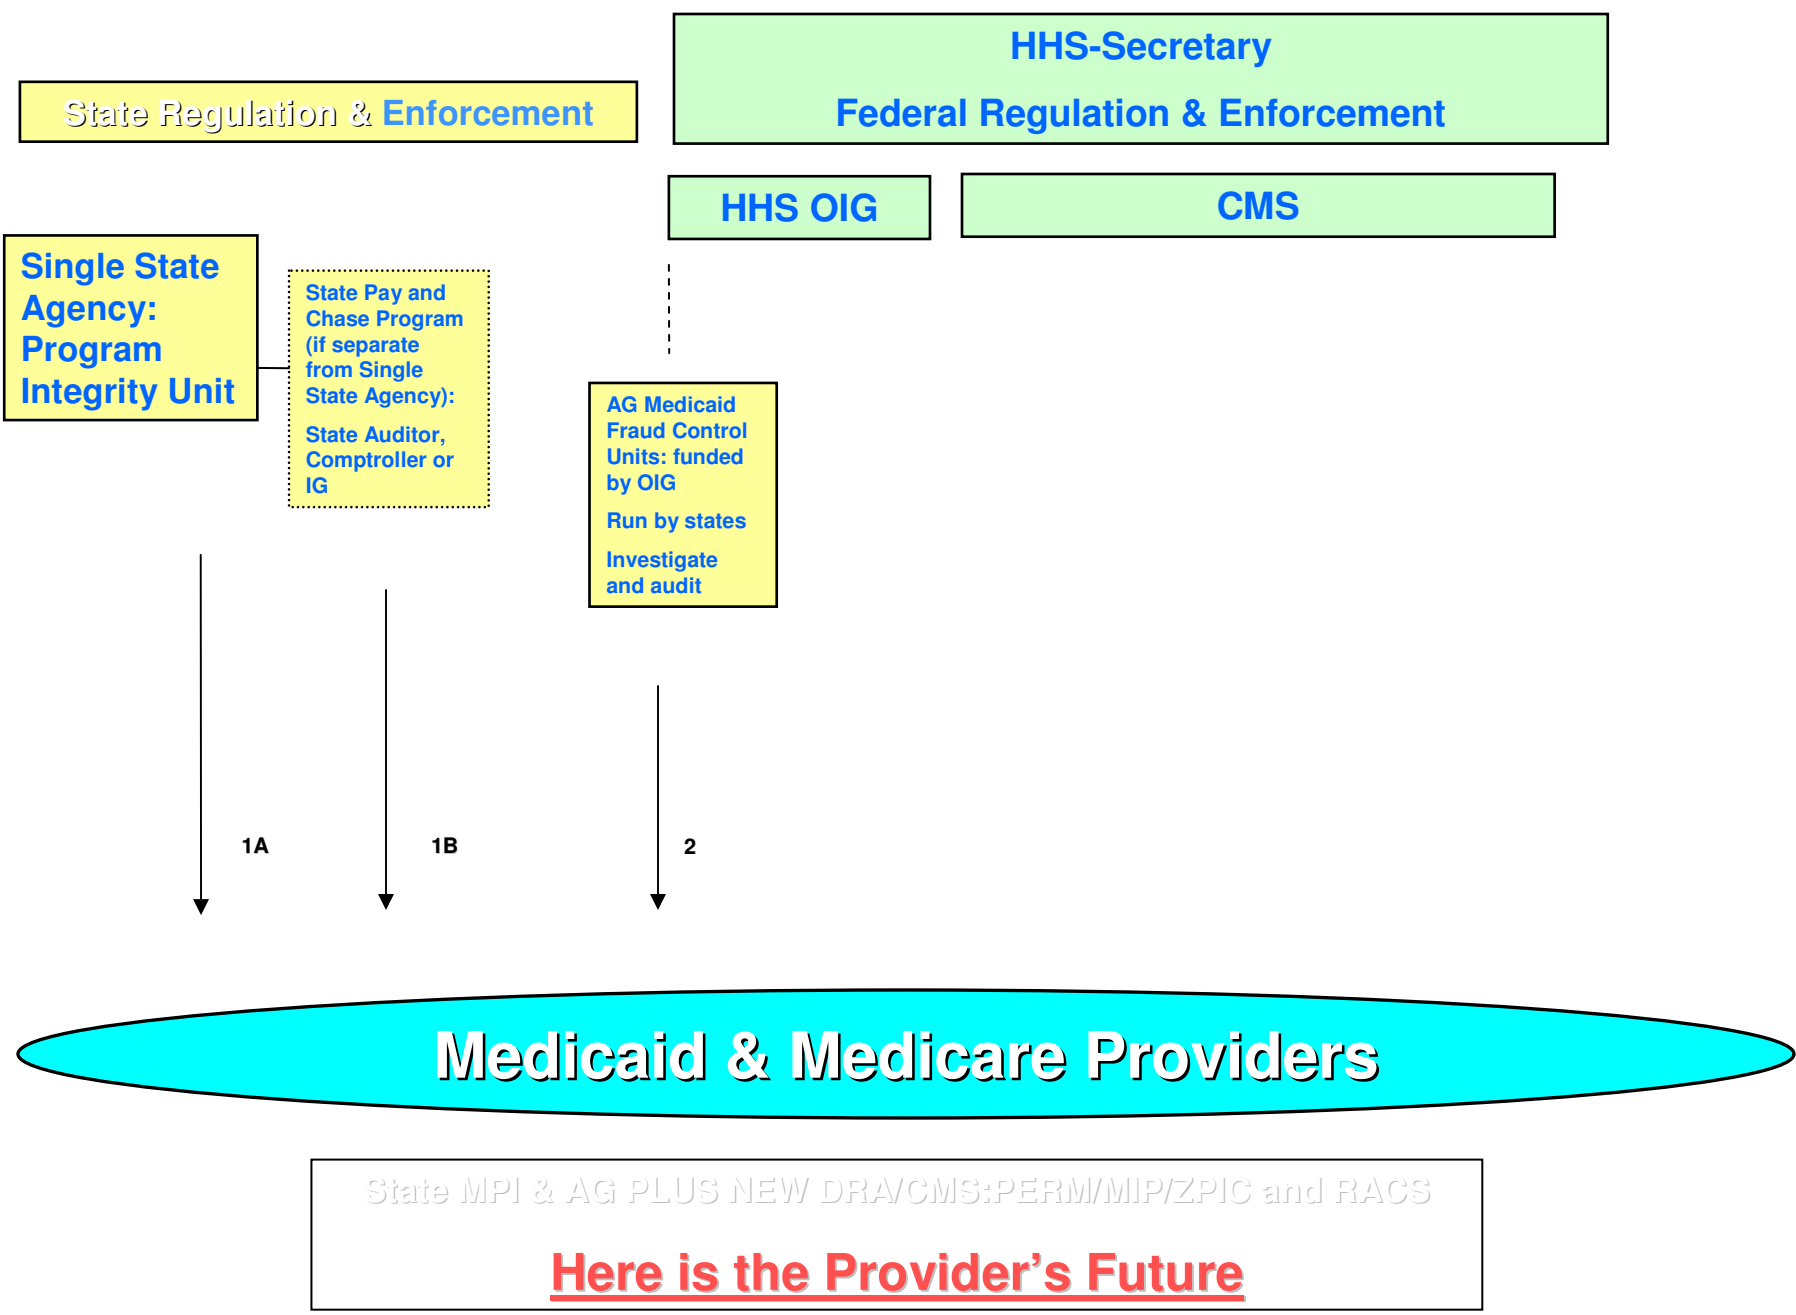 HHS-Secretary
Federal Regulation & Enforcement
State Regulation & Enforcement
HHS OIG
CMS
Single State
Agency:
Program
Integrity Unit
State Pay and
Chase Program
(if separate
from Single
State Agency):
State Auditor,
Comptroller or
IG
AG Medicaid
Fraud Control
Units: funded
by OIG
Run by states
Investigate
and audit
1A
1B
2
Medicaid & Medicare Providers
State MPI & AG PLUS NEW DRA/CMS:PERM/MIP/ZPIC and RACS
Here is the Provider’s Future